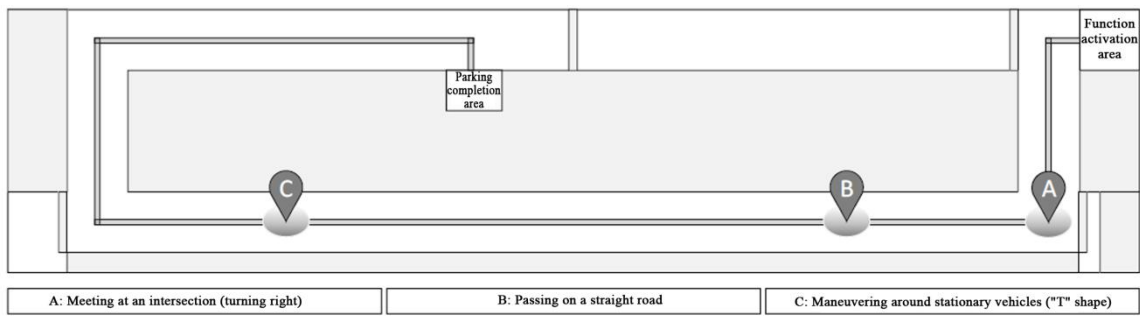 Function
activation
area
Parking
completion
area
C
B
A
A: Meeting at an intersection (turning right)
B: Passing on a straight road
C: Maneuvering around stationary vehicles ("T" shape)